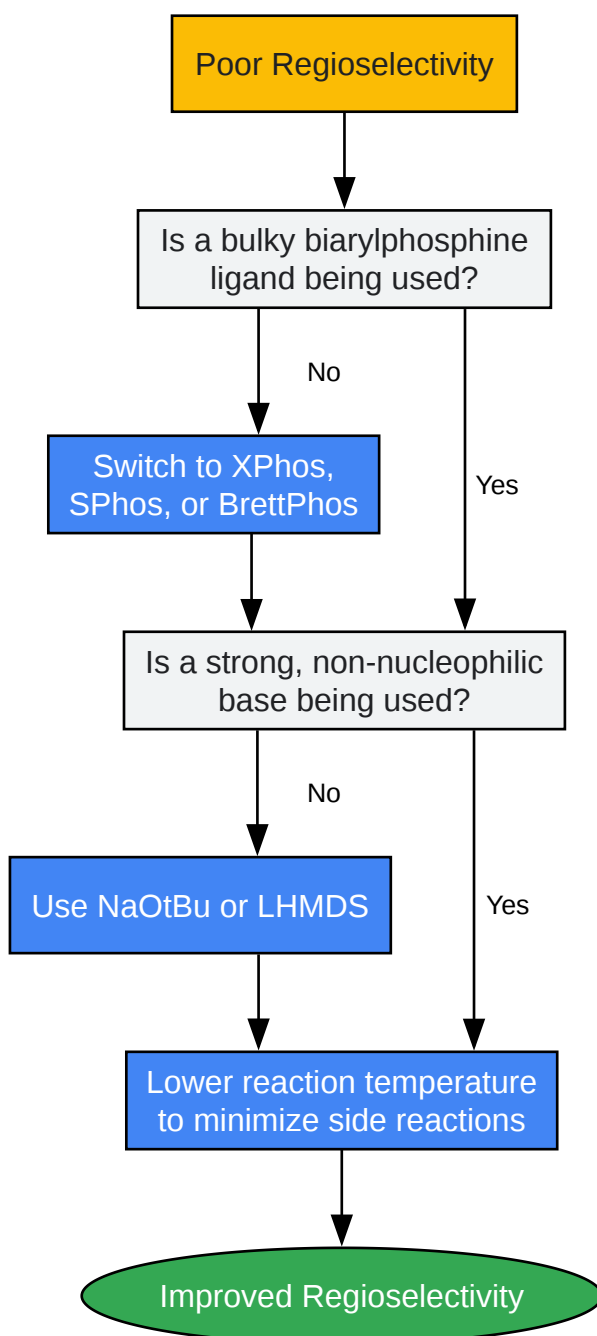 Poor Regioselectivity
Is a bulky biarylphosphine
ligand being used?
No
Switch to XPhos,
SPhos, or BrettPhos
Yes
Is a strong, non-nucleophilic
base being used?
No
Use NaOtBu or LHMDS
Yes
Lower reaction temperature
to minimize side reactions
Improved Regioselectivity